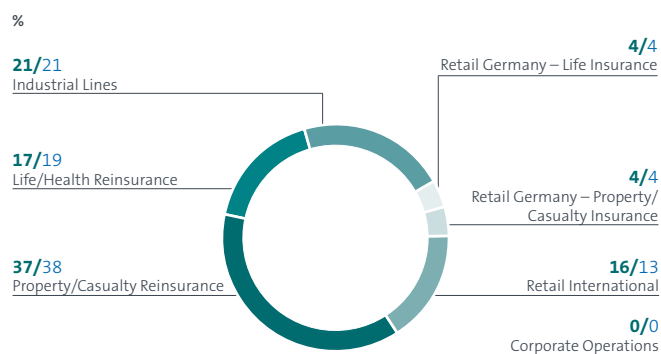 %
21/21
Industrial Lines
17/19
Life/Health Reinsurance
37/38
Property/Casualty Reinsurance
4/4
Retail Germany – Life Insurance
4/4
Retail Germany – Property/
Casualty Insurance
16/13
Retail International
0/0
Corporate Operations